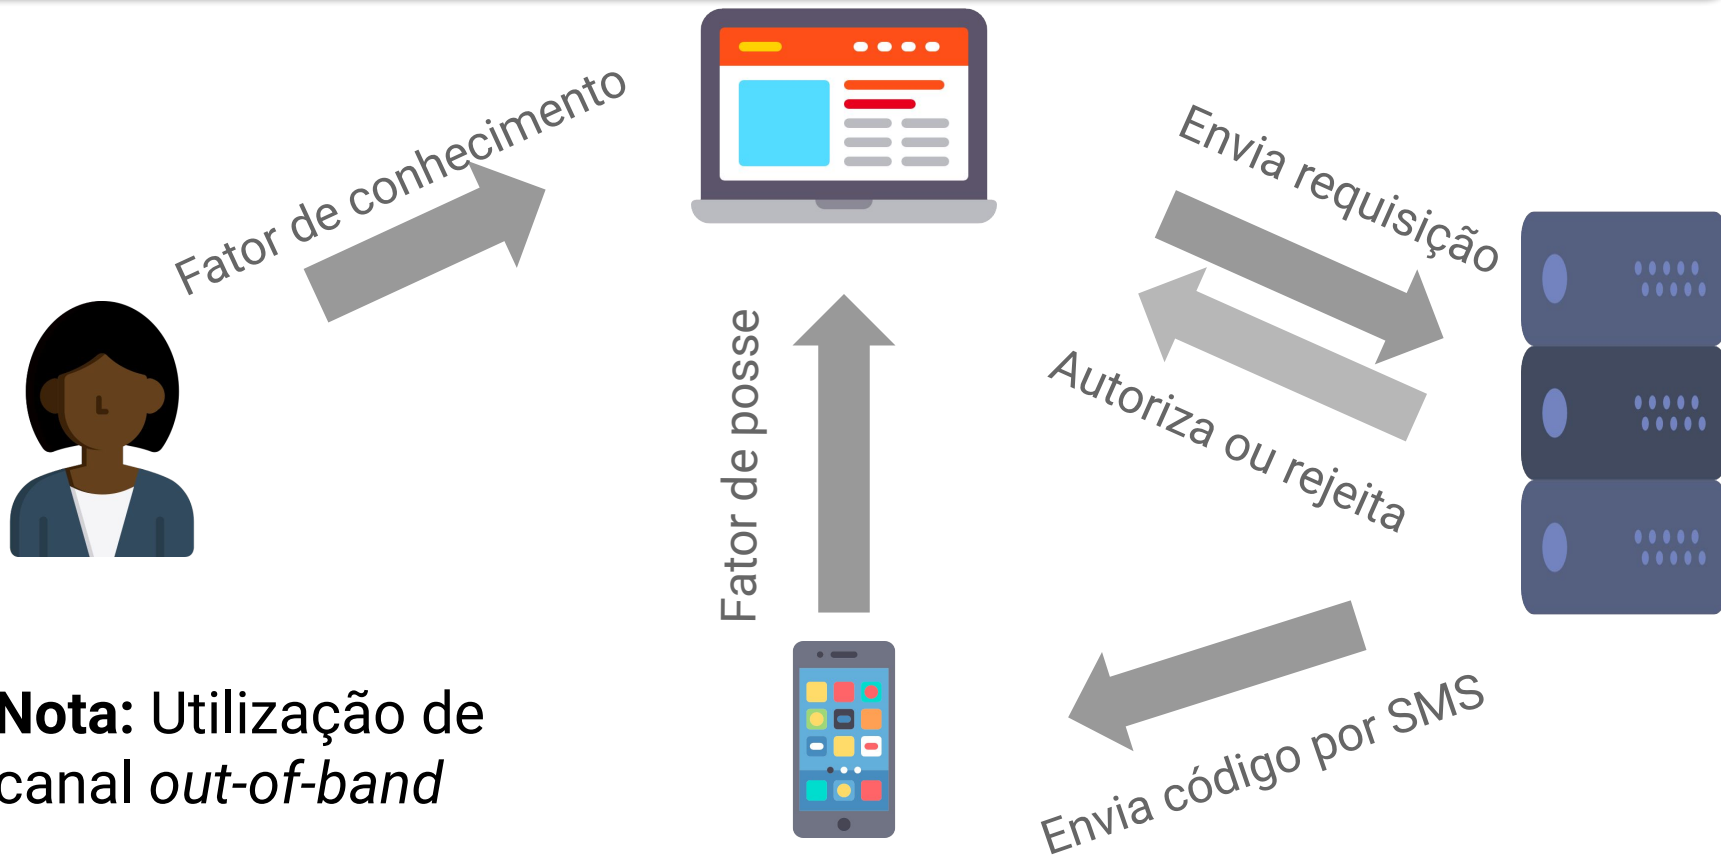 Fator de conhecimento
Envia requisição
Fator de posse
Autoriza ou rejeita
Envia código por SMS
Nota: Utilização de
canal out-of-band